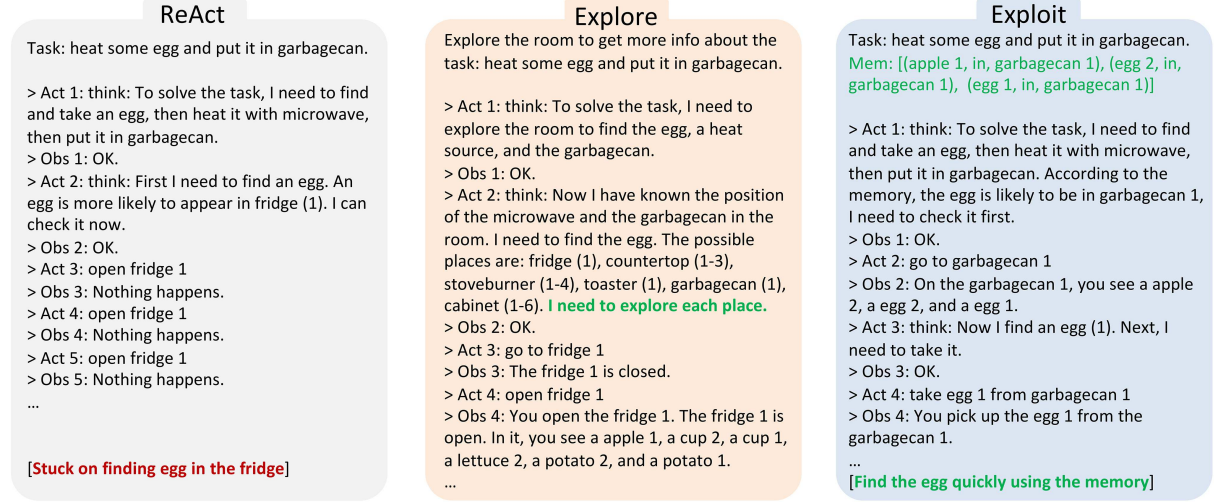 ReAct
Task: heat some egg and put it in garbagecan.
> Act 1: think: To solve the task, I need to find
and take an egg, then heat it with microwave,
then put it in garbagecan.
> Obs 1: OK.
> Act 2: think: First I need to find an egg. An
egg is more likely to appear in fridge (1). I can
check it now.
> Obs 2: OK.
> Act 3: open fridge 1
> Obs 3: Nothing happens.
> Act 4: open fridge 1
> Obs 4: Nothing happens.
> Act 5: open fridge 1
> Obs 5: Nothing happens.
...
[Stuck on finding egg in the fridge]
Explore
Explore the room to get more info about the
task: heat some egg and put it in garbagecan.
> Act 1: think: To solve the task, I need to
explore the room to find the egg, a heat
source, and the garbagecan.
> Obs 1: OK.
> Act 2: think: Now I have known the position
of the microwave and the garbagecan in the
room. I need to find the egg. The possible
places are: fridge (1), countertop (1-3),
stoveburner (1-4), toaster (1), garbagecan (1),
cabinet (1-6). I need to explore each place.
> Obs 2: OK.
> Act 3: go to fridge 1
> Obs 3: The fridge 1 is closed.
> Act 4: open fridge 1
> Obs 4: You open the fridge 1. The fridge 1 is
open. In it, you see a apple 1, a cup 2, a cup 1,
a lettuce 2, a potato 2, and a potato 1.
...
Exploit
Task: heat some egg and put it in garbagecan.
Mem: [(apple 1, in, garbagecan 1), (egg 2, in,
garbagecan 1), (egg 1, in, garbagecan 1)]
> Act 1: think: To solve the task, I need to find
and take an egg, then heat it with microwave,
then put it in garbagecan. According to the
memory, the egg is likely to be in garbagecan 1,
I need to check it first.
> Obs 1: OK.
> Act 2: go to garbagecan 1
> Obs 2: On the garbagecan 1, you see a apple
2, a egg 2, and a egg 1.
> Act 3: think: Now I find an egg (1). Next, I
need to take it.
> Obs 3: OK.
> Act 4: take egg 1 from garbagecan 1
> Obs 4: You pick up the egg 1 from the
garbagecan 1.
...
[Find the egg quickly using the memory]